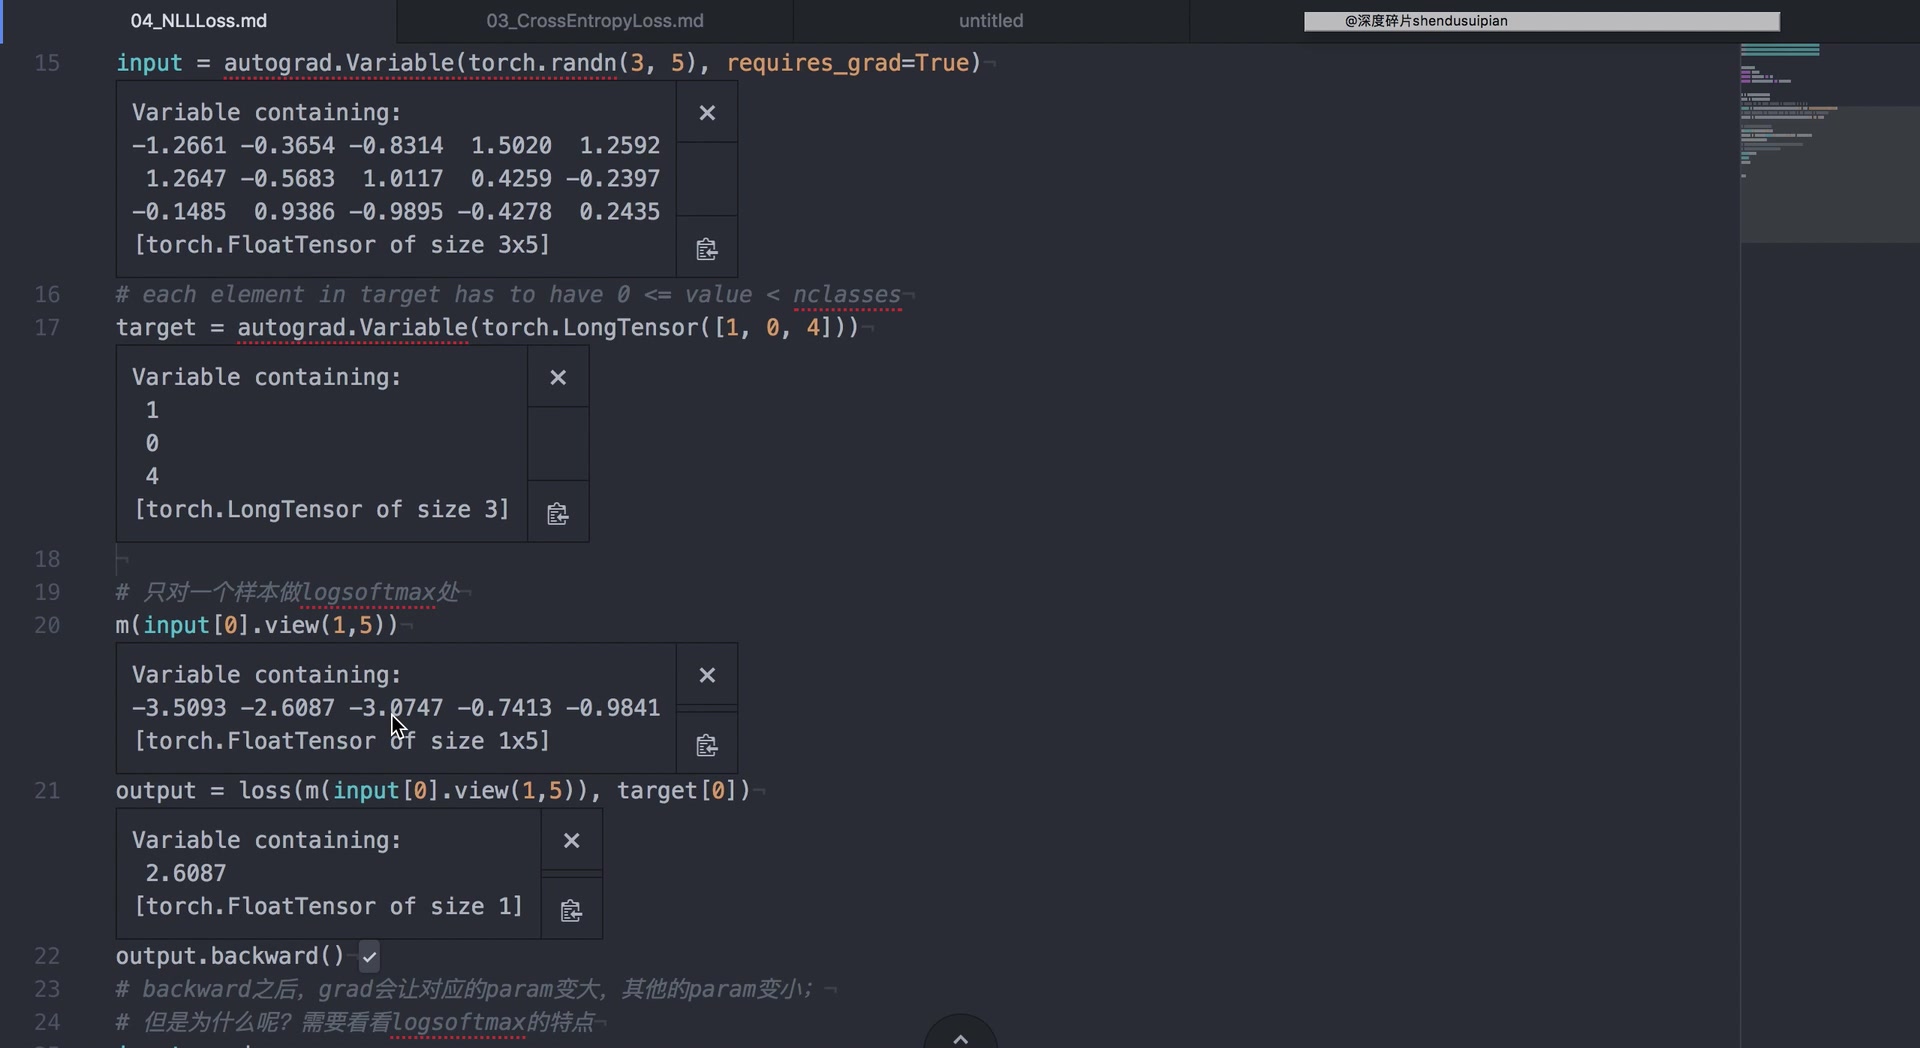 04_NLLLoss.md 03_CrossEntropyLoss.md untitled @深度碎片shendusuipian
15 input = autograd.Variable(torch.randn(3, 5), requires_grad=True)¬
Variable containing:
-1.2661 -0.3654 -0.8314 1.5020 1.2592
1.2647 -0.5683 1.0117 0.4259 -0.2397
-0.1485 0.9386 -0.9895 -0.4278 0.2435
[torch.FloatTensor of size 3x5]
16 # each element in target has to have 0 <= value < nclasses¬
17 target = autograd.Variable(torch.LongTensor([1, 0, 4]))¬
Variable containing:
1
0
4
[torch.LongTensor of size 3]
18 ¬
19 # 只对一个样本做logsoftmax处¬
20 m(input[0].view(1,5))¬
Variable containing:
-3.5093 -2.6087 -3.0747 -0.7413 -0.9841
[torch.FloatTensor of size 1x5]
21 output = loss(m(input[0].view(1,5)), target[0])¬
Variable containing:
2.6087
[torch.FloatTensor of size 1]
22 output.backward()¬
23 # backward之后, grad会让对应的param变大, 其他的param变小; ¬
24 # 但是为什么呢? 需要看看logsoftmax的特点¬